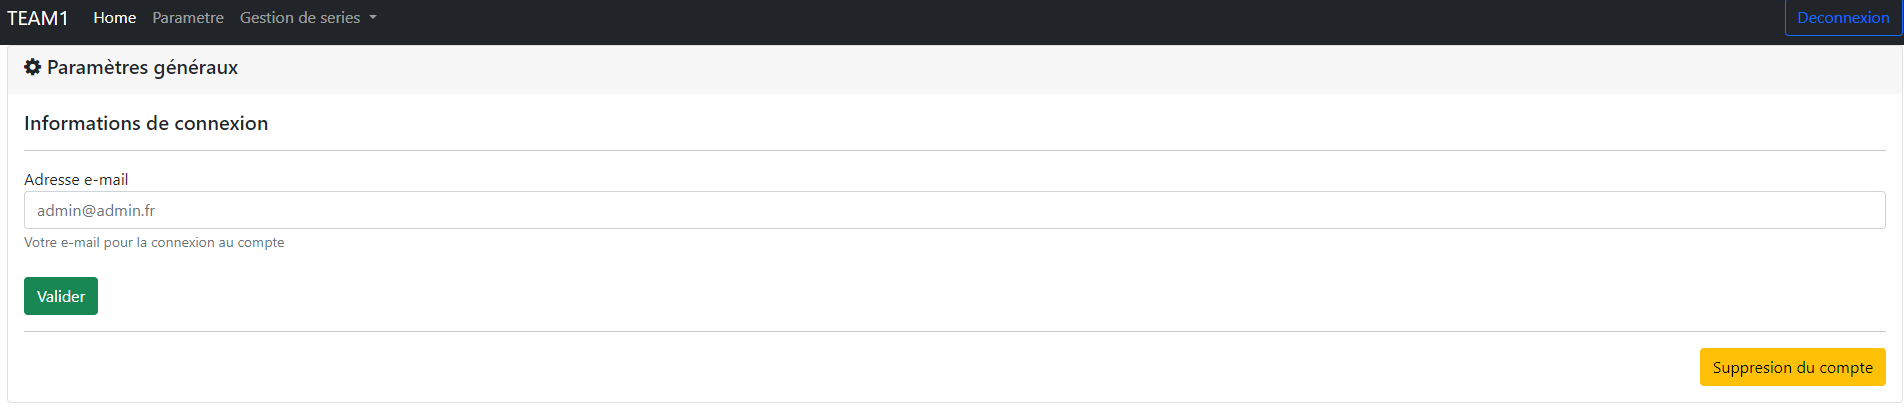 TEAM1 Home Parametre Gestion de series Deconnexion
Paramètres généraux
Informations de connexion
Adresse e-mail
admin@admin.fr
Votre e-mail pour la connexion au compte
Valider
Suppresion du compte